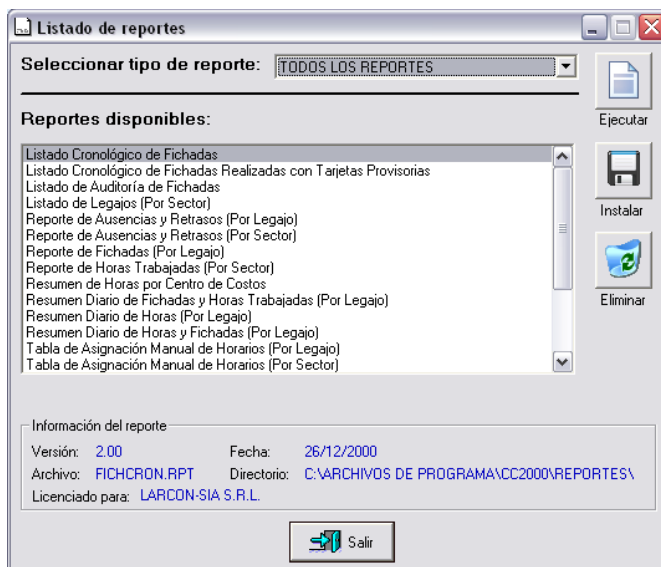 Listado de reportes
Seleccionar tipo de reporte: TODOS LOS REPORTES
Ejecutar
Reportes disponibles:
Listado Cronológico de Fichadas
Listado Cronológico de Fichadas Realizadas con Tarjetas Provisorias
Listado de Auditoría de Fichadas
Listado de Legajos (Por Sector)
Reporte de Ausencias y Retrasos (Por Legajo)
Reporte de Ausencias y Retrasos (Por Sector)
Reporte de Fichadas (Por Legajo)
Reporte de Horas Trabajadas (Por Sector)
Resumen de Horas por Centro de Costos
Resumen Diario de Fichadas y Horas Trabajadas (Por Legajo)
Resumen Diario de Horas (Por Legajo)
Resumen Diario de Horas y Fichadas (Por Legajo)
Tabla de Asignación Manual de Horarios (Por Legajo)
Tabla de Asignación Manual de Horarios (Por Sector)
Instalar
Eliminar
Información del reporte
Versión: 2.00 Fecha: 26/12/2000
Archivo: FICHCRON.RPT Directorio: C:\ARCHIVOS DE PROGRAMA\CC2000\REPORTES\
Licenciado para: LARCON-SIA S.R.L.
Salir